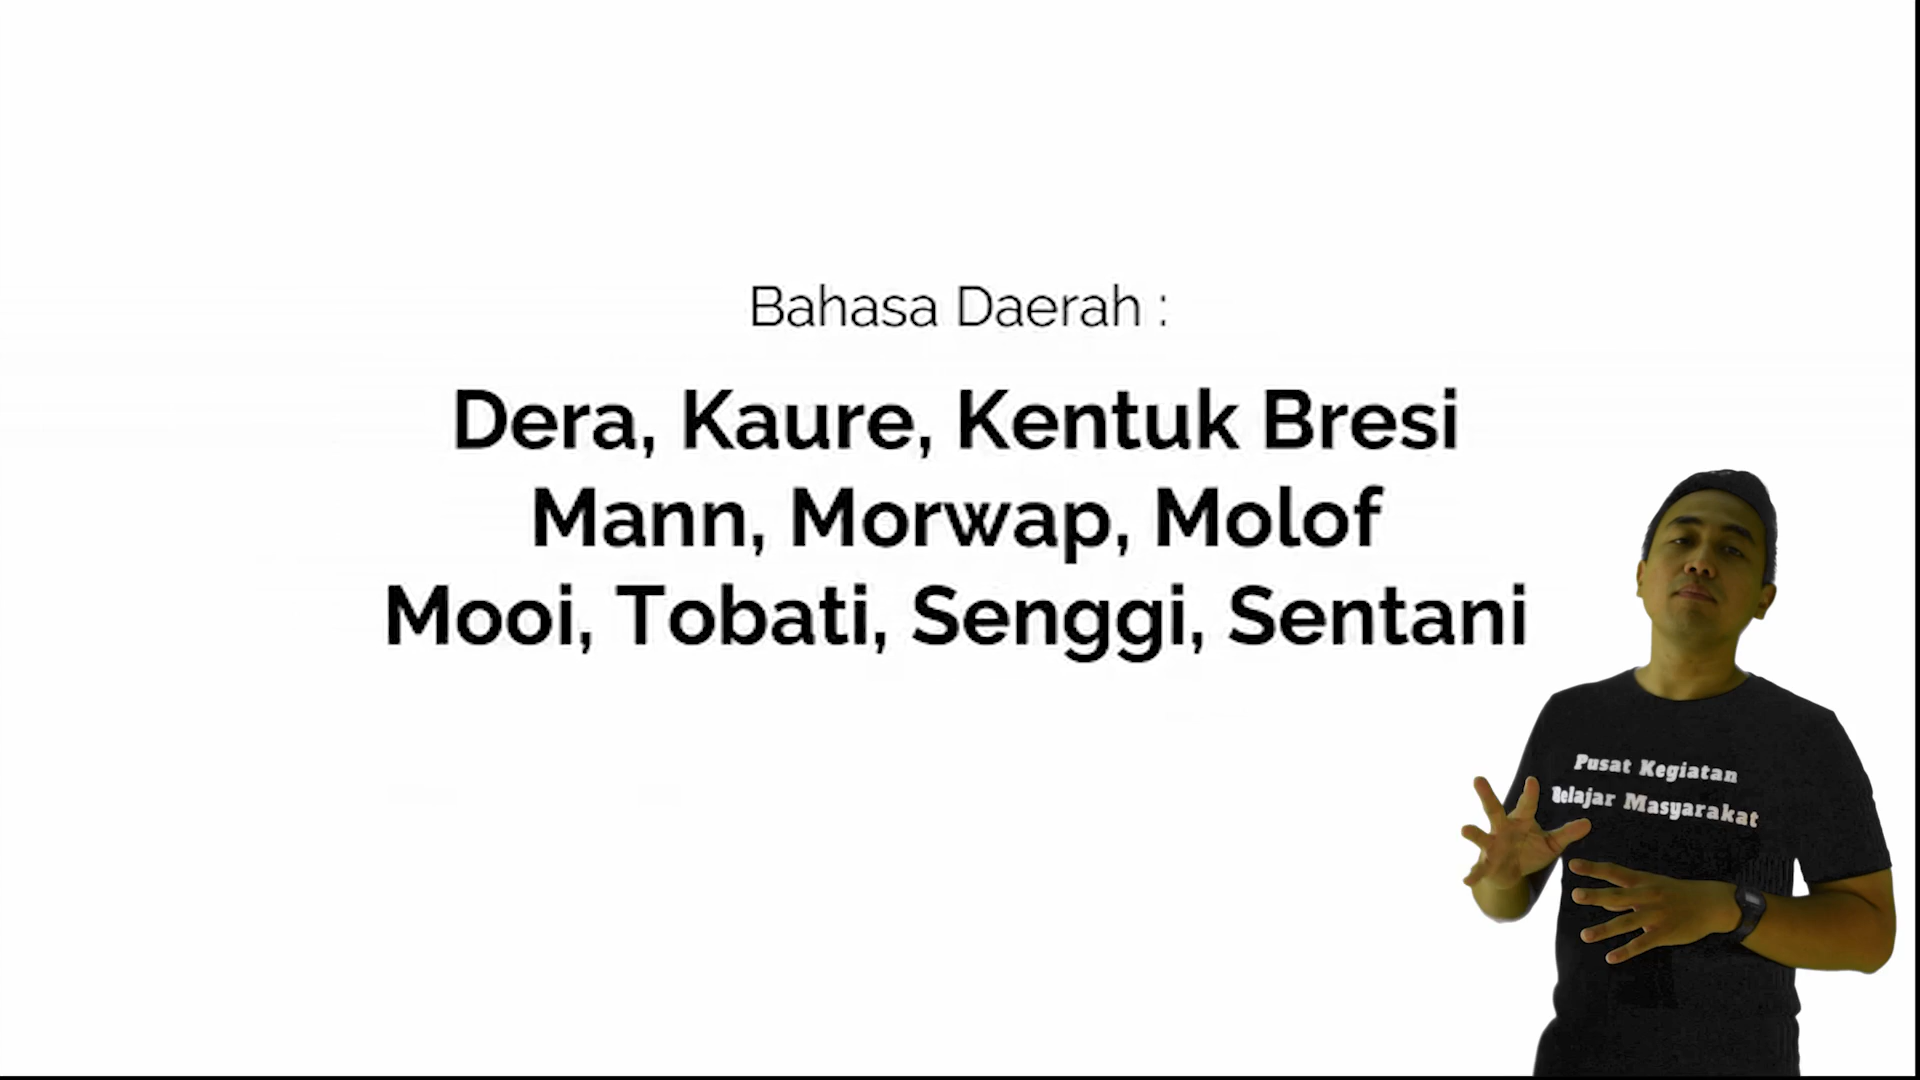 Bahasa Daerah :
Dera, Kaure, Kentuk Bresi
Mann, Morwap, Molof
Mooi, Tobati, Senggi, Sentani
Pusat Kegiatan
Belajar Masyarakat